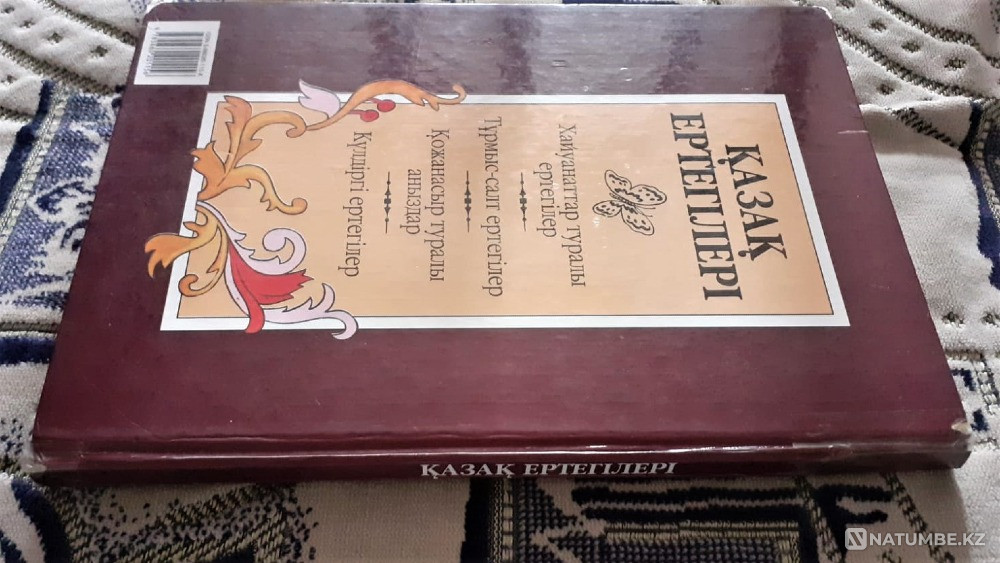 ҚАЗАҚ
ЕРТЕГІЛЕРІ
Хайуанаттар туралы
ертегілер
Тұрмыс-салт ертегілер
Қожанасыр туралы
аңыздар
Күлдіргі ертегілер
ҚАЗАҚ ЕРТЕГІЛЕРІ
NATUMBE.KZ